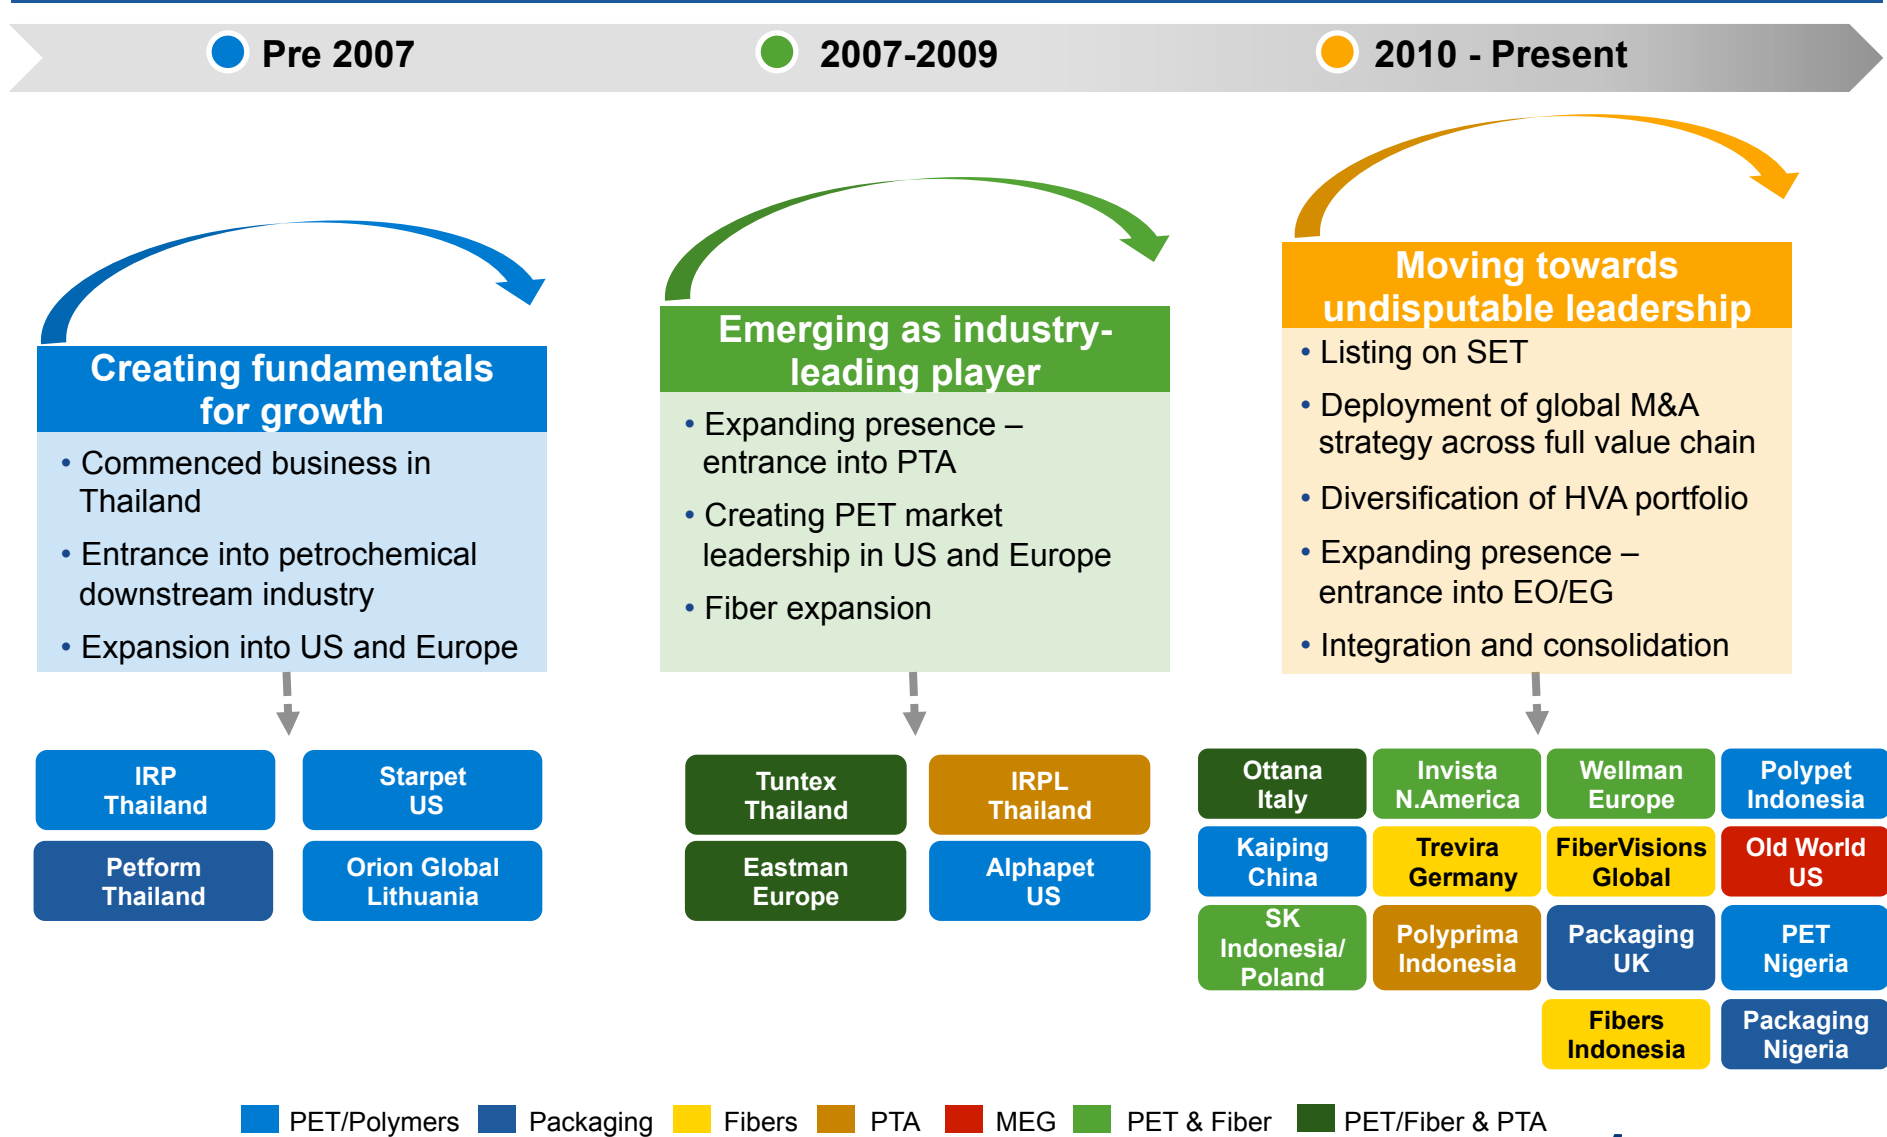 Pre 2007
2007-2009
2010 - Present
Creating fundamentals
for growth
• Commenced business in
Thailand
• Entrance into petrochemical
downstream industry
• Expansion into US and Europe
Emerging as industry-
leading player
• Expanding presence –
entrance into PTA
• Creating PET market
leadership in US and Europe
• Fiber expansion
Moving towards
undisputable leadership
• Listing on SET
• Deployment of global M&A
strategy across full value chain
• Diversification of HVA portfolio
• Expanding presence –
entrance into EO/EG
• Integration and consolidation
IRP
Thailand
Starpet
US
Petform
Thailand
Orion Global
Lithuania
Tuntex
Thailand
IRPL
Thailand
Eastman
Europe
Alphapet
US
Ottana
Italy
Invista
N.America
Wellman
Europe
Polypet
Indonesia
Kaiping
China
Trevira
Germany
FiberVisions
Global
Old World
US
SK
Indonesia/
Poland
Polyprima
Indonesia
Packaging
UK
PET
Nigeria
Fibers
Indonesia
Packaging
Nigeria
PET/Polymers
Packaging
Fibers
PTA
MEG
PET & Fiber
PET/Fiber & PTA